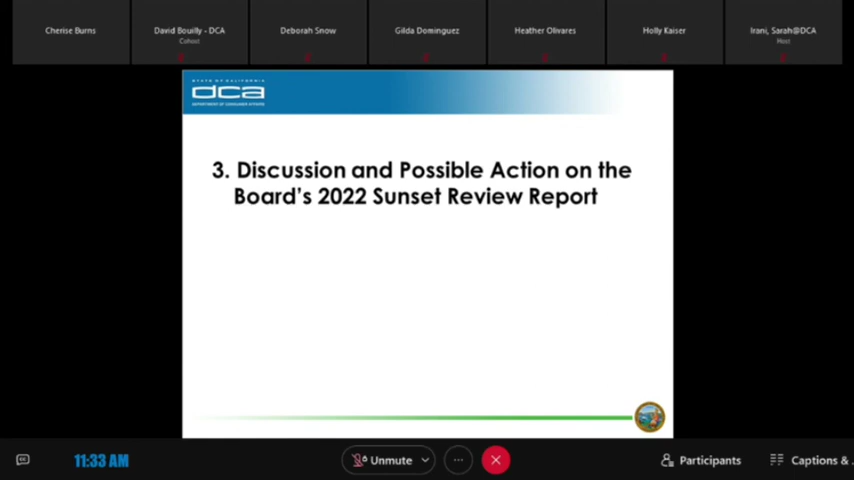 Cherise Burns
David Bouilly - DCA
Cohost
Deborah Snow
Gilda Dominguez
Heather Olivares
Holly Kaiser
Irani, Sarah@DCA
Host
STATE OF CALIFORNIA
dca
DEPARTMENT OF CONSUMER AFFAIRS
3. Discussion and Possible Action on the
Board's 2022 Sunset Review Report
11:33 AM
Unmute
Participants
Captions &